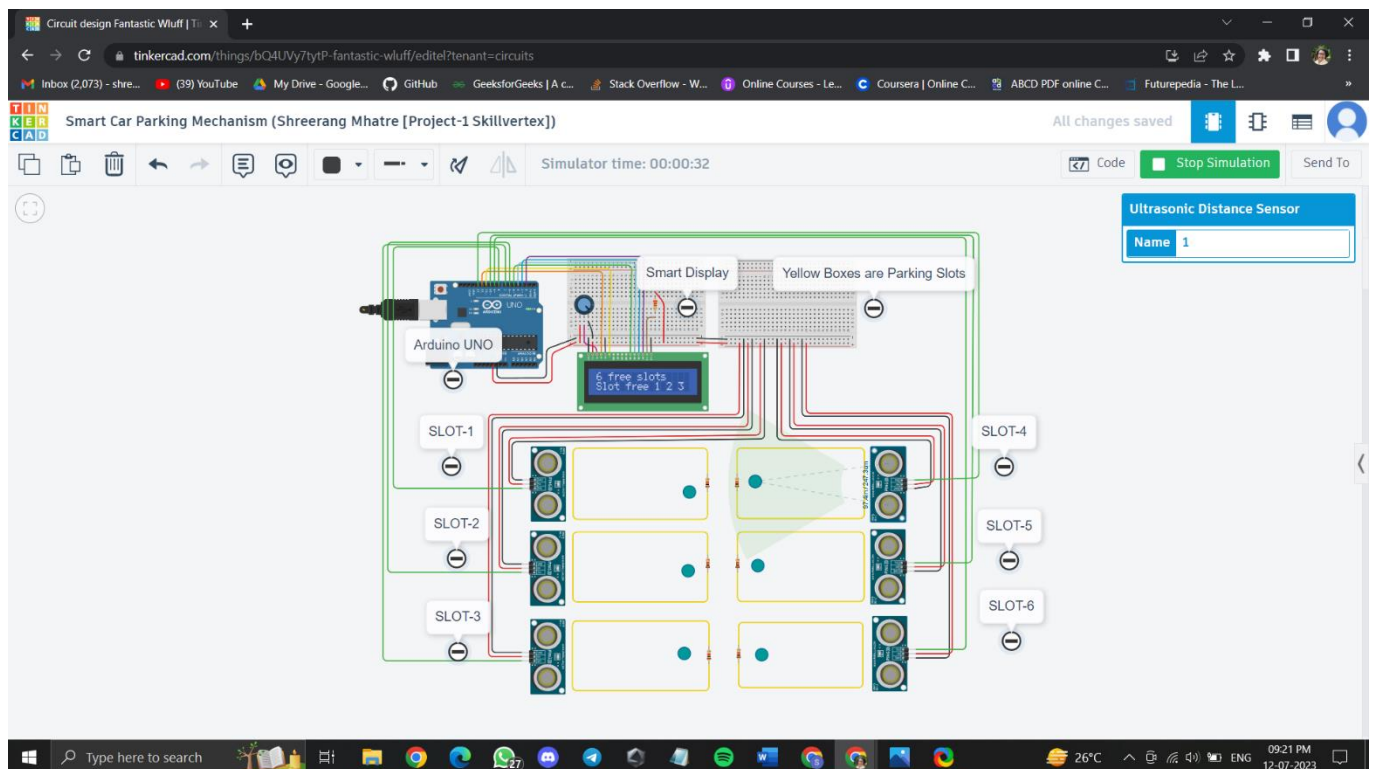 Circuit design Fantastic Wluff | Ti
tinkercad.com/things/bQ4UVy7tytP-fantastic-wluff/editel?tenant=circuits
Inbox (2,073) - shre... (39) YouTube My Drive - Google... GitHub GeeksforGeeks | A c... Stack Overflow - W... Online Courses - Le... Coursera | Online C... ABCD PDF online C... Futurepedia - The L... »
TIN
KER
CAD
Smart Car Parking Mechanism (Shreerang Mhatre [Project-1 Skillvertex])
All changes saved
Simulator time: 00:00:32
Code
Stop Simulation
Send To
Ultrasonic Distance Sensor
Name 1
Smart Display
Yellow Boxes are Parking Slots
UNO
Arduino UNO
6 free slots
Slot free 1 2 3
SLOT-1
SLOT-4
97.4in / 247.3cm
SLOT-2
SLOT-5
SLOT-3
SLOT-6
Type here to search
27
26°C
ENG
09:21 PM
12-07-2023